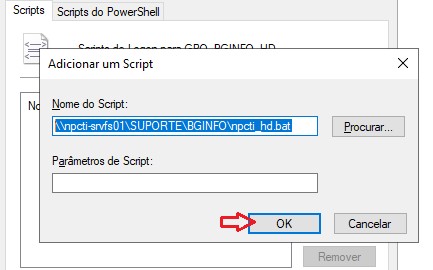 Scripts
Scripts do PowerShell
Scripts de Logon para GPO_BGINFO_HD
Adicionar um Script
Nome do Script:
\\npcti-srvfs01\SUPORTE\BGINFO\npcti_hd.bat
Procurar...
Parâmetros de Script:
OK
Cancelar
Remover